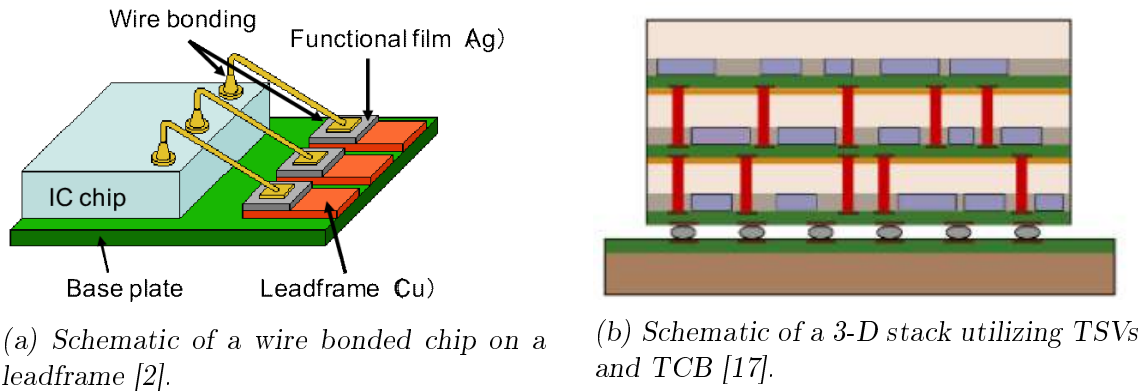 Wire bonding
Functional film (Ag)
IC chip
Base plate
Leadframe (Cu)
(a) Schematic of a wire bonded chip on a
leadframe [2].
(b) Schematic of a 3-D stack utilizing TSVs
and TCB [17].